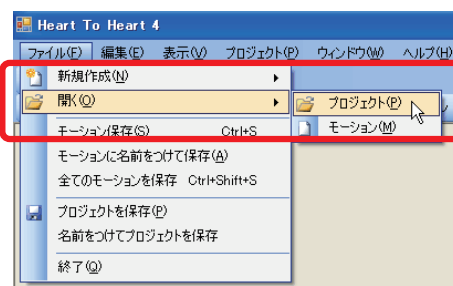 Heart To Heart 4
ファイル(F) 編集(E) 表示(V) プロジェクト(P) ウィンドウ(W) ヘルプ(H)
新規作成(N)
開く(O)
プロジェクト(P)
モーション(M)
モーション保存(S) Ctrl+S
モーションに名前をつけて保存(A)
全てのモーションを保存 Ctrl+Shift+S
プロジェクトを保存(P)
名前をつけてプロジェクトを保存
終了(Q)